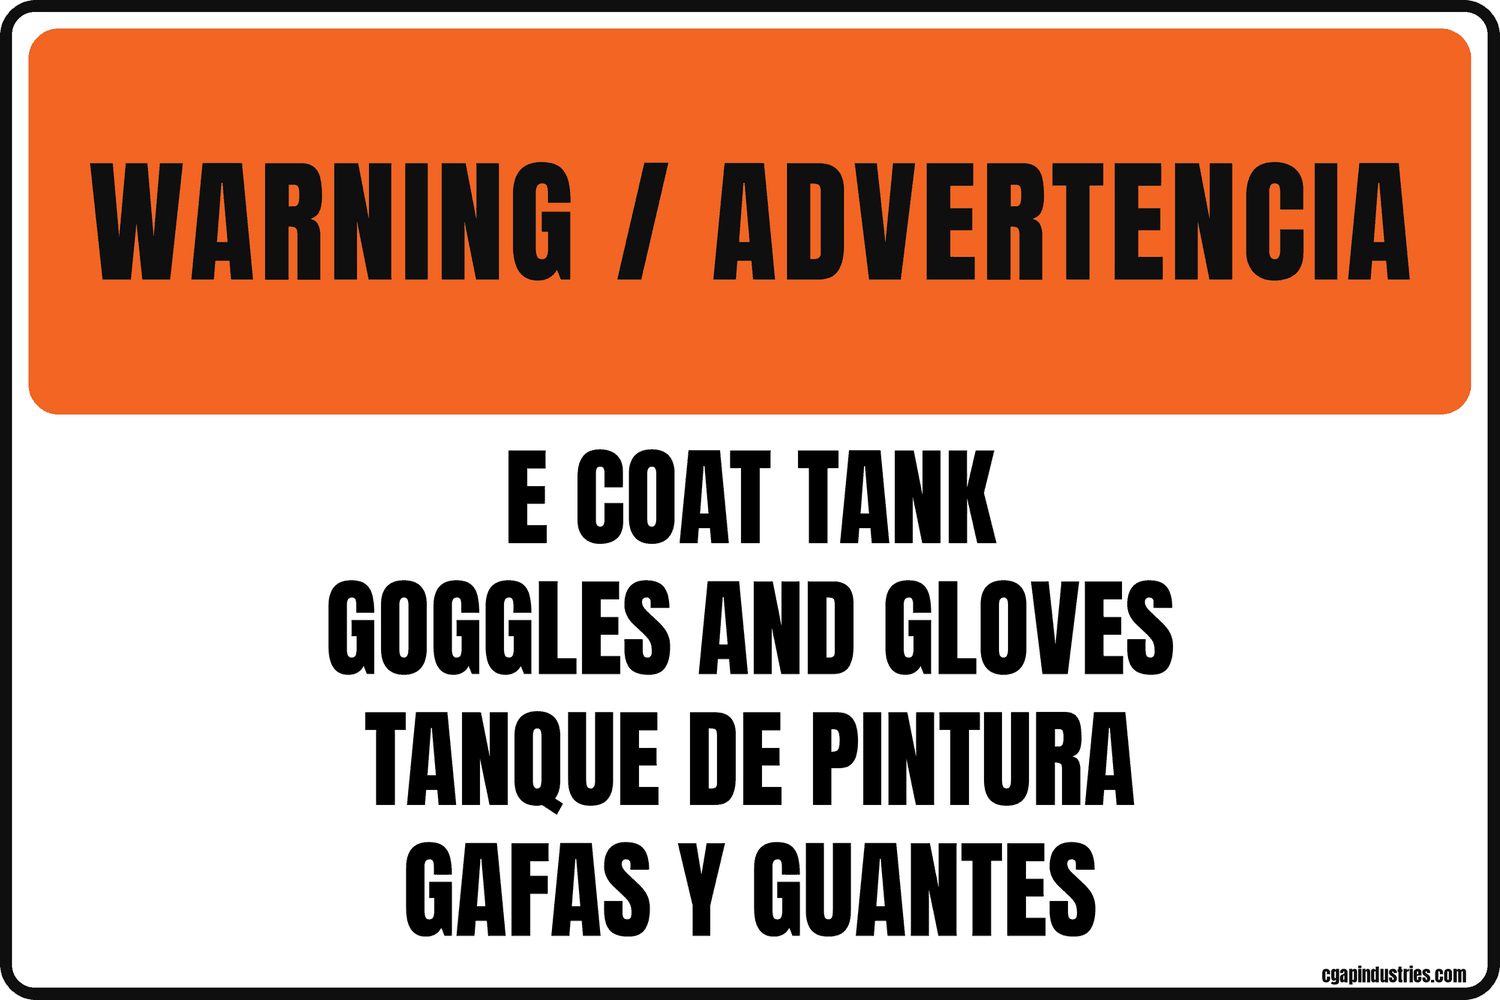 WARNING / ADVERTENCIA
E COAT TANK
GOGGLES AND GLOVES
TANQUE DE PINTURA
GAFAS Y GUANTES
cgapindustries.com